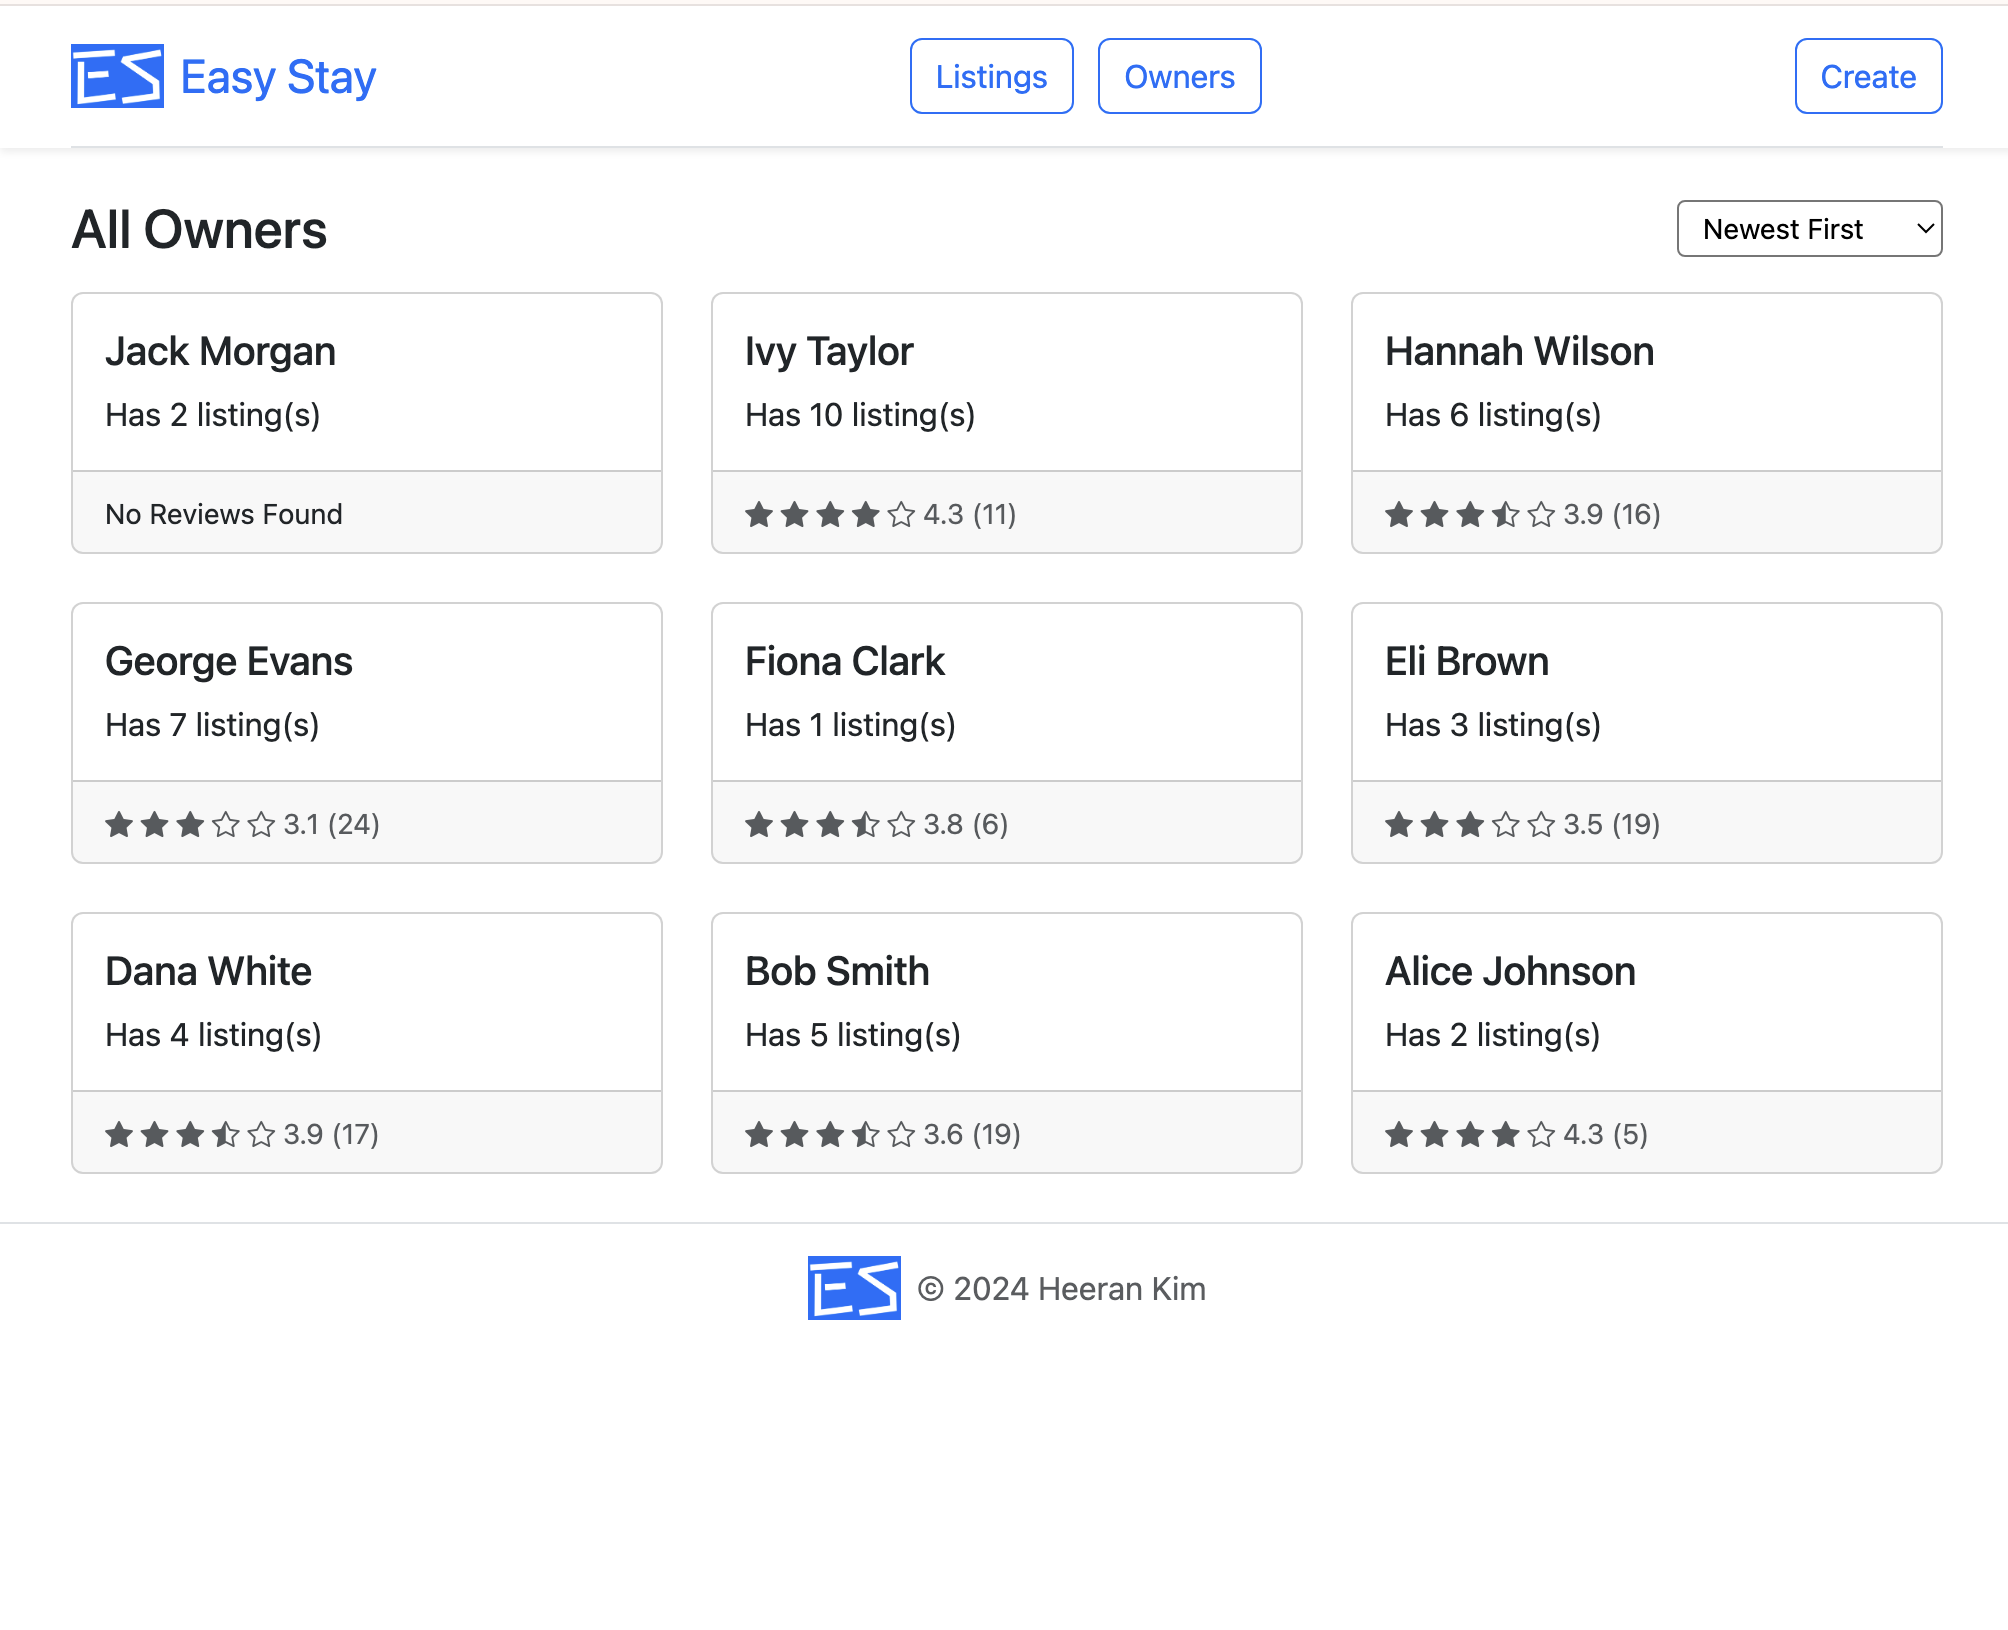 ES Easy Stay
Listings
Owners
Create
All Owners
Newest First
Jack Morgan
Has 2 listing(s)
No Reviews Found
Ivy Taylor
Has 10 listing(s)
4.3 (11)
Hannah Wilson
Has 6 listing(s)
3.9 (16)
George Evans
Has 7 listing(s)
3.1 (24)
Fiona Clark
Has 1 listing(s)
3.8 (6)
Eli Brown
Has 3 listing(s)
3.5 (19)
Dana White
Has 4 listing(s)
3.9 (17)
Bob Smith
Has 5 listing(s)
3.6 (19)
Alice Johnson
Has 2 listing(s)
4.3 (5)
ES © 2024 Heeran Kim